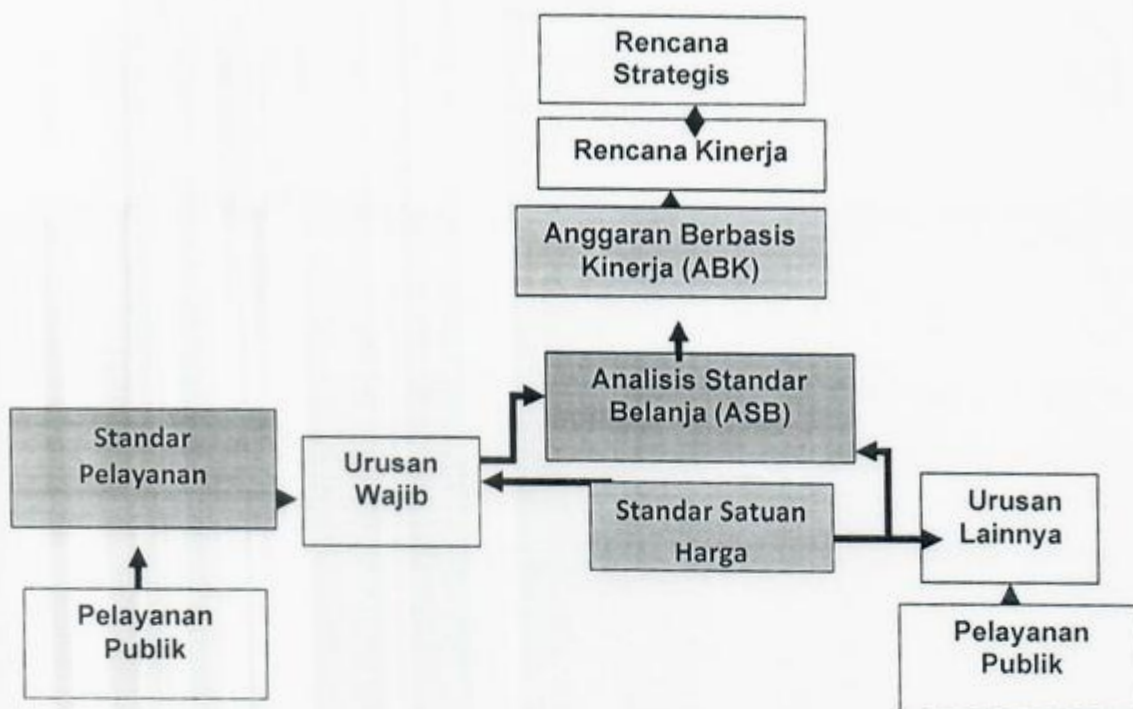 Rencana
Strategis
Rencana Kinerja
Anggaran Berbasis
Kinerja (ABK)
Analisis Standar
Belanja (ASB)
Standar
Pelayanan
Urusan
Wajib
Standar Satuan
Harga
Urusan
Lainnya
Pelayanan
Publik
Pelayanan
Publik